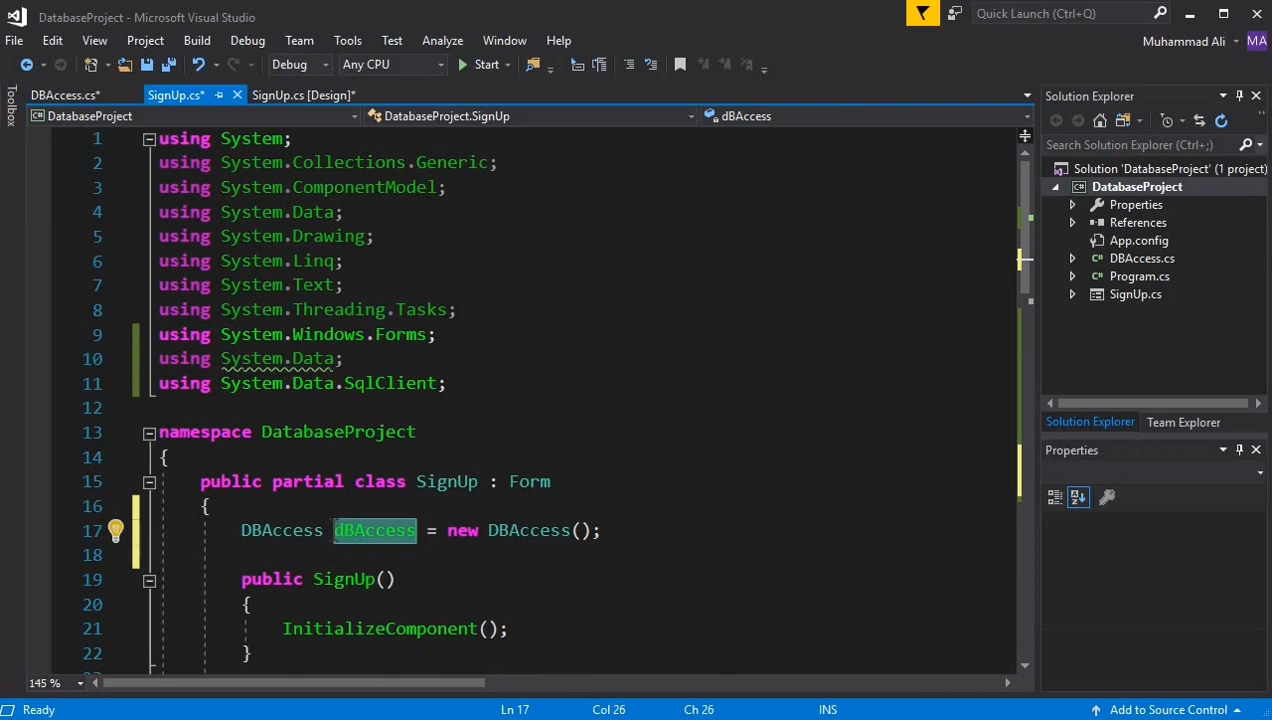 DatabaseProject - Microsoft Visual Studio
Quick Launch (Ctrl+Q)
File Edit View Project Build Debug Team Tools Test Analyze Window Help
Muhammad Ali MA
Debug Any CPU Start
Toolbox
DBAccess.cs* SignUp.cs* SignUp.cs [Design]*
DatabaseProject DatabaseProject.SignUp dBAccess
1 using System;
2 using System.Collections.Generic;
3 using System.ComponentModel;
4 using System.Data;
5 using System.Drawing;
6 using System.Linq;
7 using System.Text;
8 using System.Threading.Tasks;
9 using System.Windows.Forms;
10 using System.Data;
11 using System.Data.SqlClient;
12
13 namespace DatabaseProject
14 {
15 public partial class SignUp : Form
16 {
17 DBAccess dBAccess = new DBAccess();
18
19 public SignUp()
20 {
21 InitializeComponent();
22 }
Solution Explorer
Search Solution Explorer (Ctrl+;)
Solution 'DatabaseProject' (1 project)
DatabaseProject
Properties
References
App.config
DBAccess.cs
Program.cs
SignUp.cs
Solution Explorer Team Explorer
Properties
145 %
Ready Ln 17 Col 26 Ch 26 INS Add to Source Control